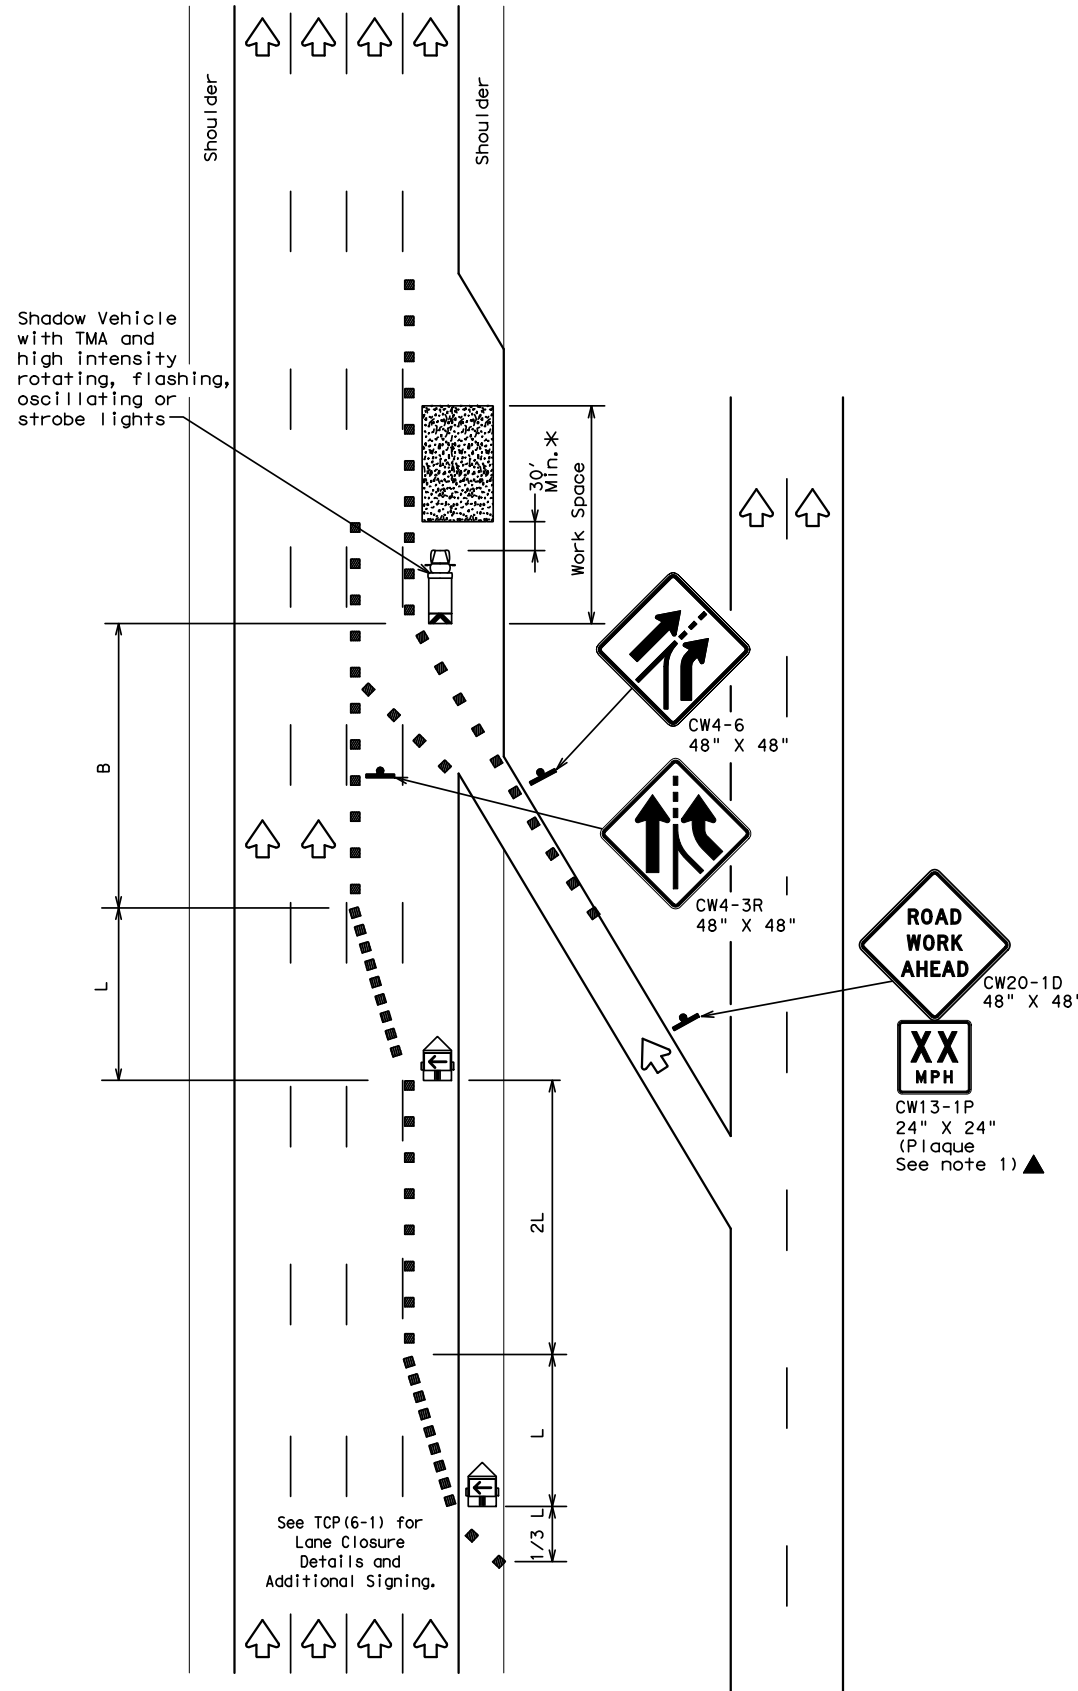 Shoulder
Shoulder
Shadow Vehicle
with TMA and
high intensity
rotating, flashing,
oscillating or
strobe lights
30'
Min.*
Work Space
CW4-6
48" X 48"
B
CW4-3R
48" X 48"
L
ROAD
WORK
AHEAD
CW20-1D
48" X 48"
XX
MPH
CW13-1P
24" X 24"
(Plaque
See note 1)▲
2L
L
1/3 L
See TCP(6-1) for
Lane Closure
Details and
Additional Signing.